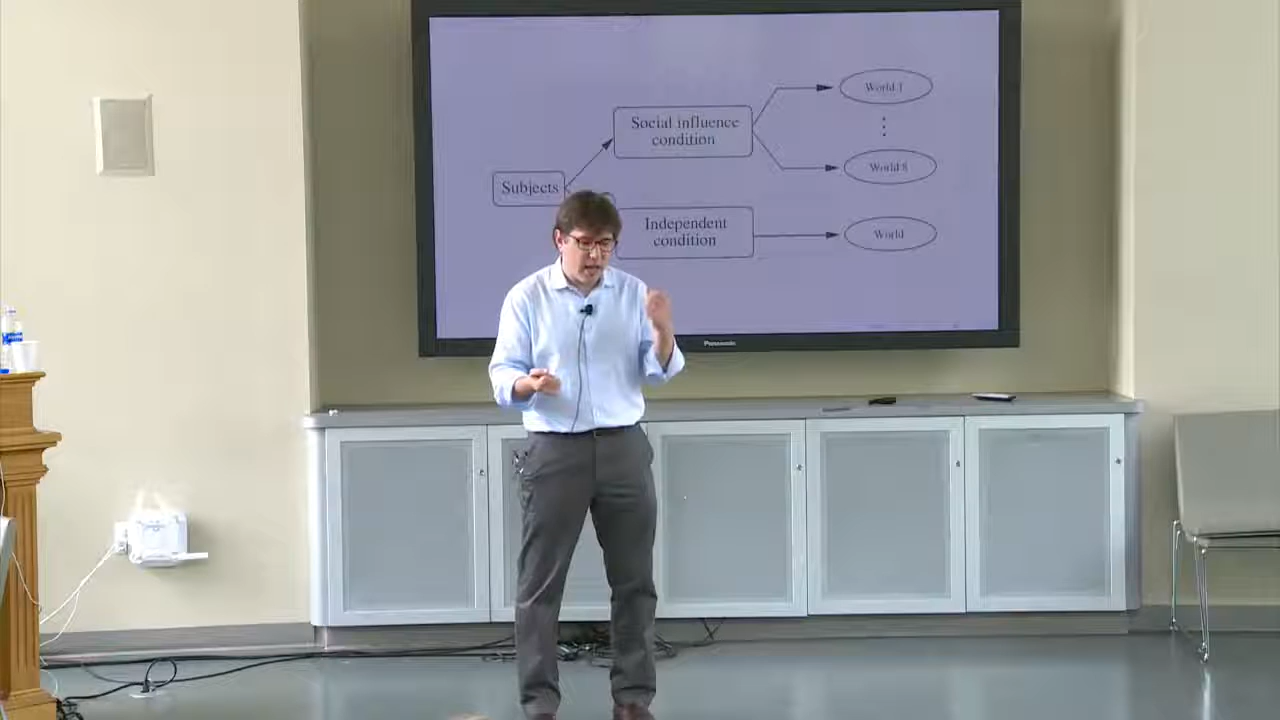 Subjects
Social influence
condition
World 1
World 8
Independent
condition
World
Panasonic